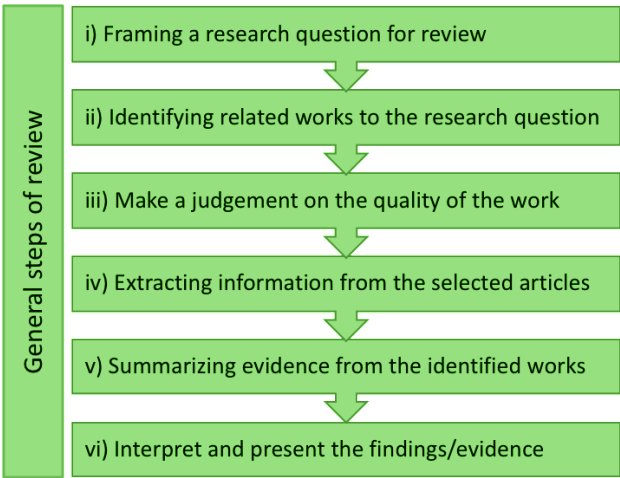 General steps of review
i) Framing a research question for review
ii) Identifying related works to the research question
iii) Make a judgement on the quality of the work
iv) Extracting information from the selected articles
v) Summarizing evidence from the identified works
vi) Interpret and present the findings/evidence